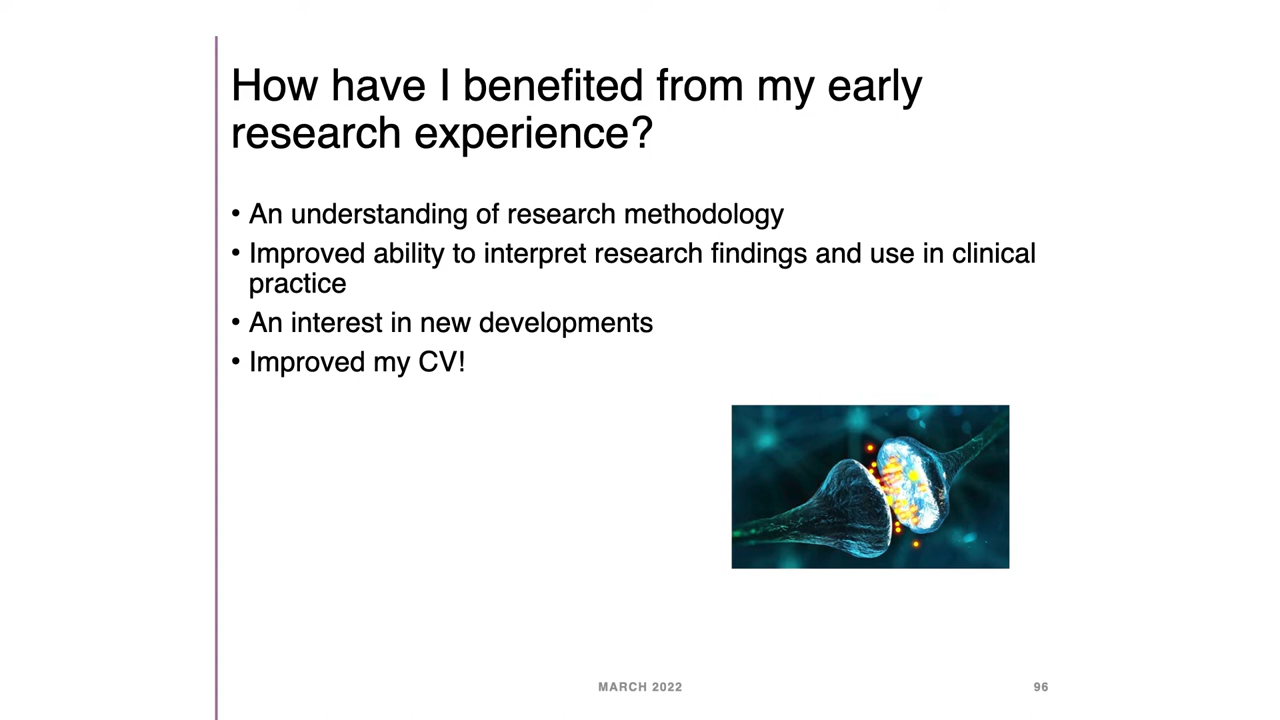 How have I benefited from my early
research experience?
• An understanding of research methodology
• Improved ability to interpret research findings and use in clinical
practice
• An interest in new developments
• Improved my CV!
MARCH 2022
96